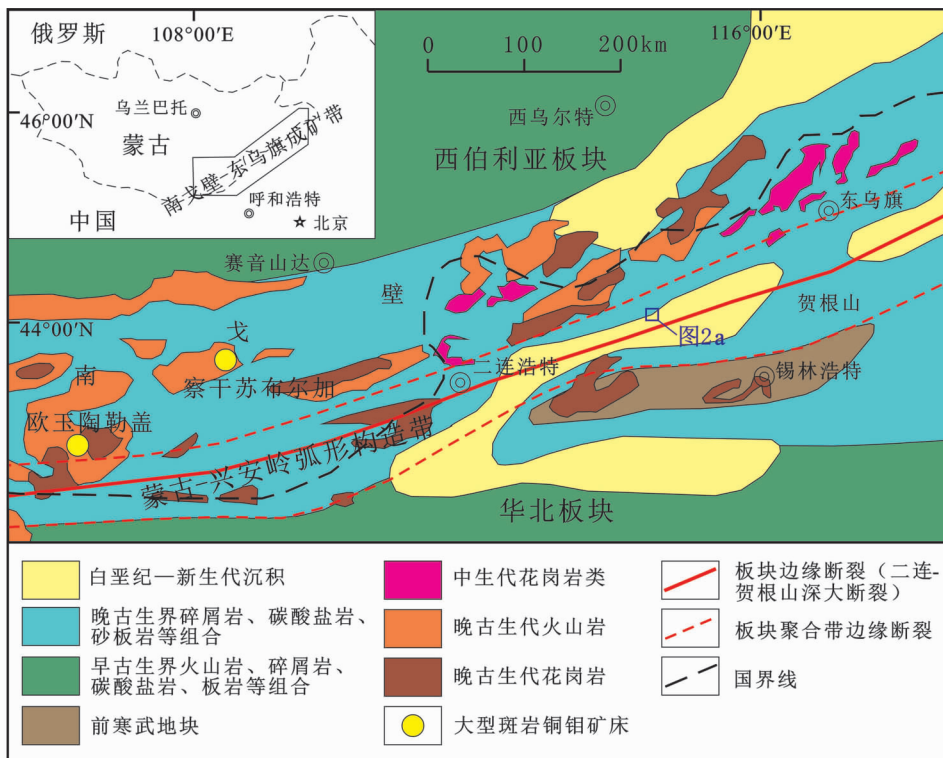 俄罗斯
108°00′E
46°00′N
乌兰巴托
蒙古
南戈壁-东乌旗成矿带
呼和浩特
中国
北京
0 100 200km
116°00′E
西乌尔特
西伯利亚板块
东乌旗
赛音山达
壁
贺根山
44°00′N
戈
图2a
南
察干苏布尔加
二连浩特
锡林浩特
欧玉陶勒盖
蒙古-兴安岭弧形构造带
华北板块
白垩纪—新生代沉积
晚古生界碎屑岩、碳酸盐岩、
砂板岩等组合
早古生界火山岩、碎屑岩、
碳酸盐岩、板岩等组合
前寒武地块
中生代花岗岩类
晚古生代火山岩
晚古生代花岗岩
大型斑岩铜钼矿床
板块边缘断裂（二连-
贺根山深大断裂）
板块聚合带边缘断裂
国界线